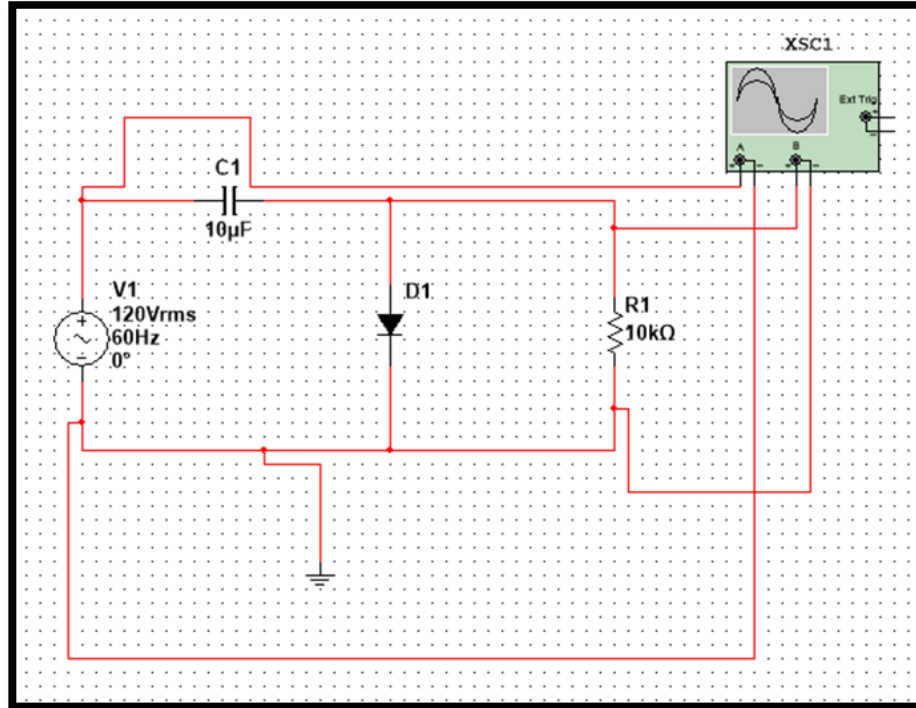 XSC1
Ext Trig
+
-
A
B
+ - + -
C1
10µF
V1
120Vrms
60Hz
0°
+
-
D1
R1
10kΩ